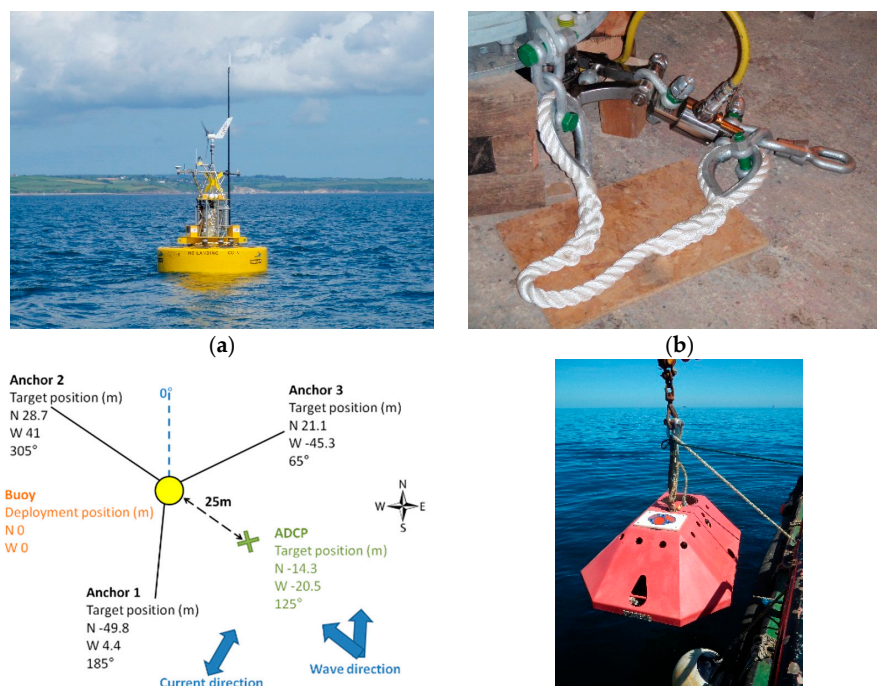 NE LANDING
(a)
(b)
Anchor 2
Target position (m)
N 28.7
W 41
305°
0°
Anchor 3
Target position (m)
N 21.1
W -45.3
65°
Buoy
Deployment position (m)
N 0
W 0
25m
N
W E
S
ADCP
Target position (m)
N -14.3
W -20.5
125°
Anchor 1
Target position (m)
N -49.8
W 4.4
185°
Current direction
Wave direction